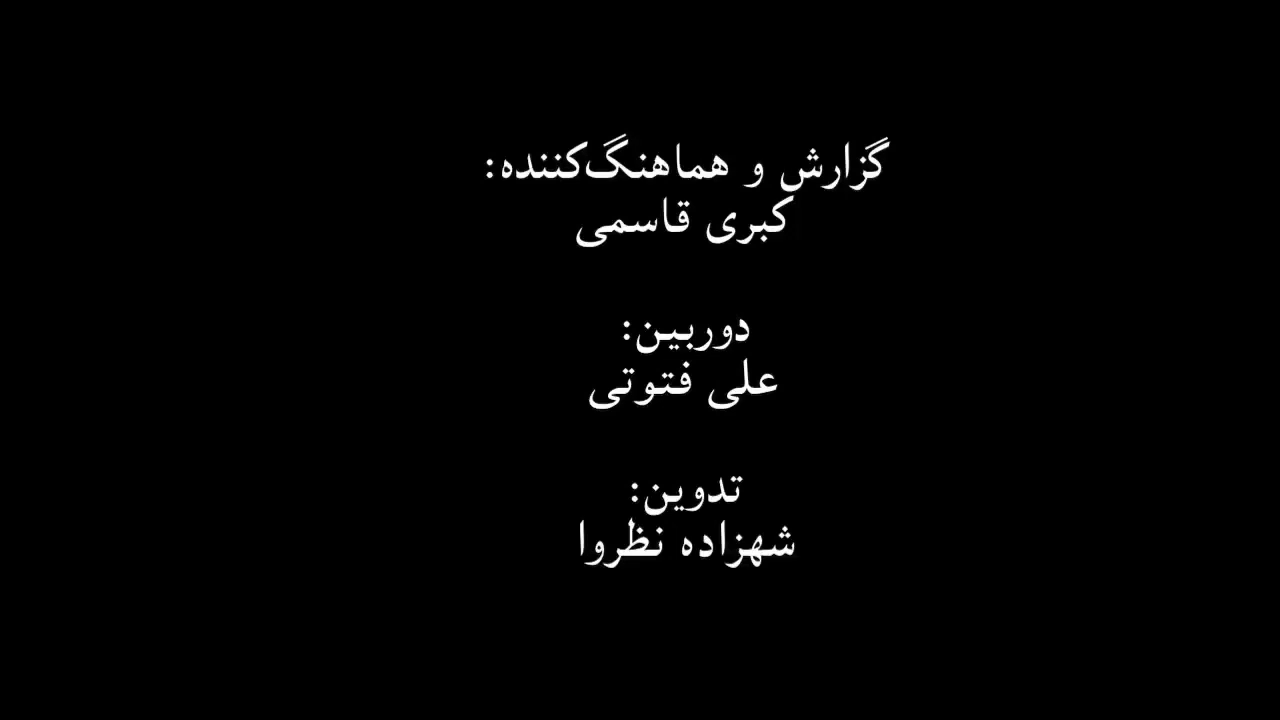 گزارش و هماهنگ‌کننده:
کبری قاسمی
دوربین:
علی فتوتی
تدوین:
شهزاده نظروا